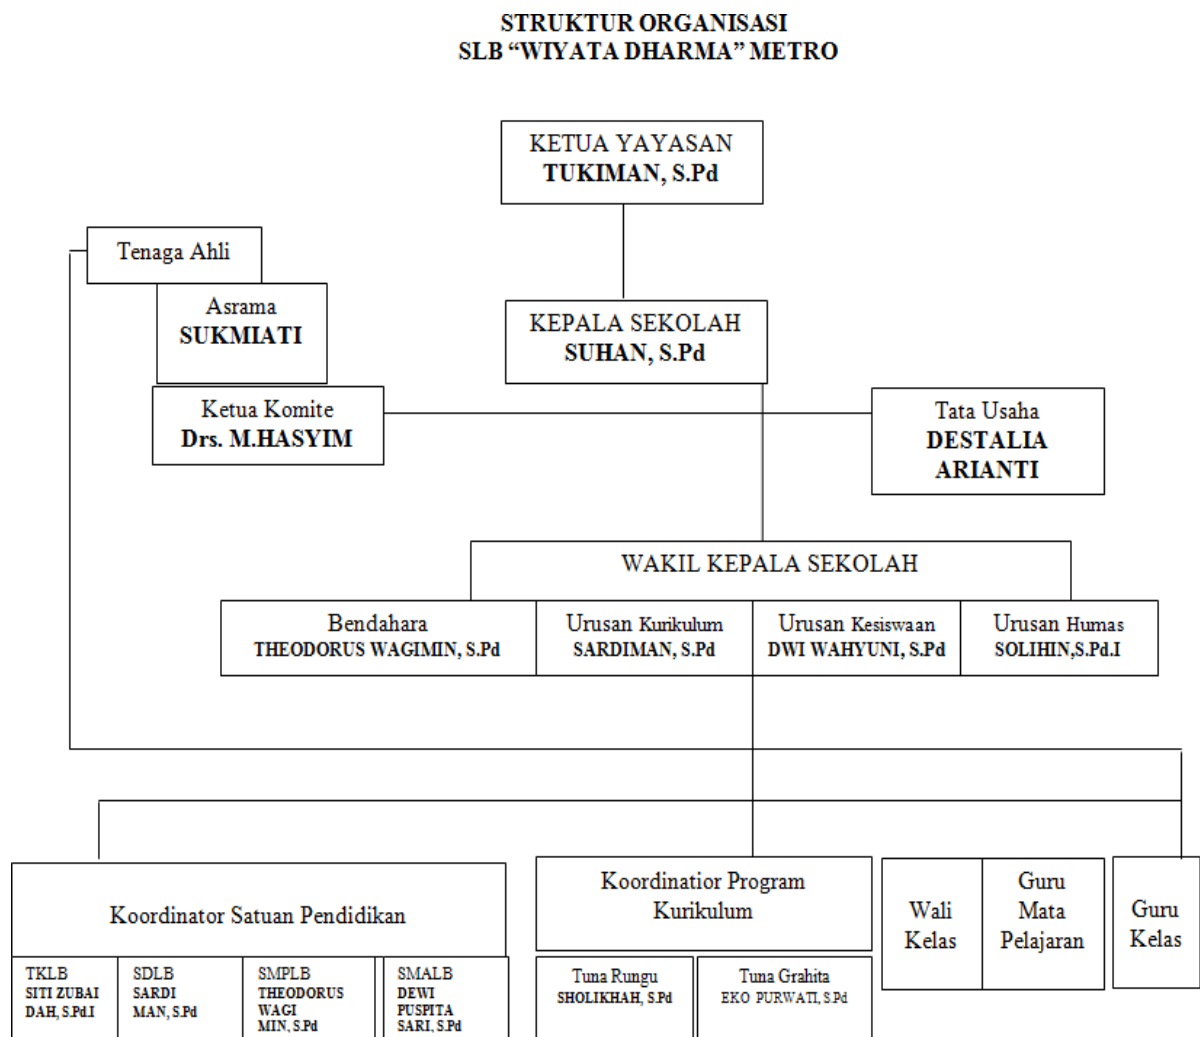 STRUKTUR ORGANISASI
SLB “WIYATA DHARMA” METRO
KETUA YAYASAN
TUKIMAN, S.Pd
Tenaga Ahli
Asrama
SUKMIATI
KEPALA SEKOLAH
SUHAN, S.Pd
Ketua Komite
Drs. M.HASYIM
Tata Usaha
DESTALIA
ARIANTI
WAKIL KEPALA SEKOLAH
Bendahara
THEODORUS WAGIMIN, S.Pd
Urusan Kurikulum
SARDIMAN, S.Pd
Urusan Kesiswaan
DWI WAHYUNI, S.Pd
Urusan Humas
SOLIHIN,S.Pd.I
Koordinator Satuan Pendidikan
TKLB
SITI ZUBAI
DAH, S.Pd.I
SDLB
SARDI
MAN, S.Pd
SMPLB
THEODORUS
WAGI
MIN, S.Pd
SMALB
DEWI
PUSPITA
SARI, S.Pd
Koordinatior Program
Kurikulum
Tuna Rungu
SHOLIKHAH, S.Pd
Tuna Grahita
EKO PURWATI, S.Pd
Wali
Kelas
Guru
Mata
Pelajaran
Guru
Kelas